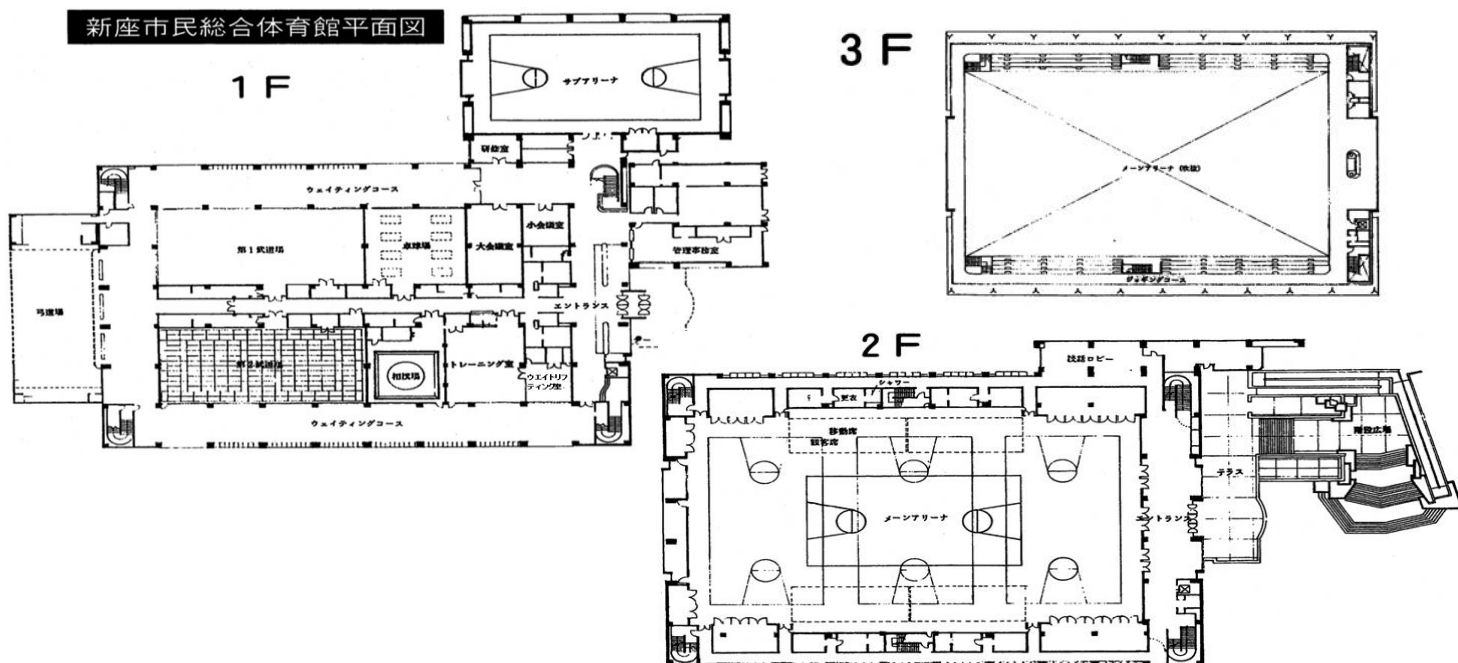 新座市民総合体育館平面図
1F
サブアリーナ
研修室
ウェイティングコース
第1武道場
卓球場
大会議室
小会議室
管理事務室
弓道場
エントランス
第2武道場
相撲場
トレーニング室
ウエイトリフ
ティング室
ウェイティングコース
3F
メーンアリーナ(吹抜)
ジョギングコース
2F
談話ロビー
シャワー
更衣
移動席
観客席
メーンアリーナ
エントランス
テラス
階段広場